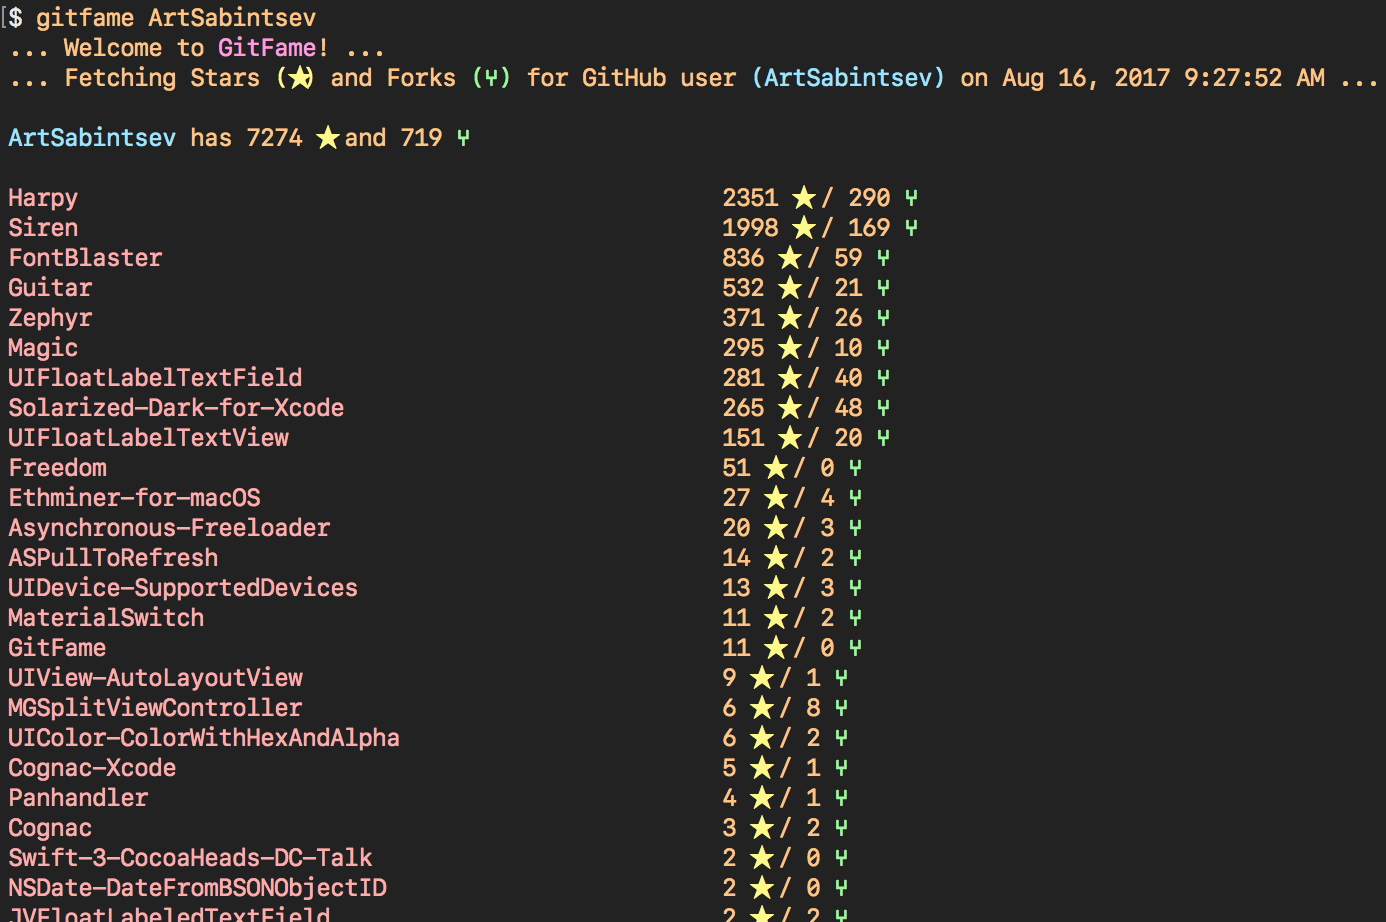 [$ gitfame ArtSabintsev
... Welcome to GitFame! ...
... Fetching Stars (★) and Forks (⑂) for GitHub user (ArtSabintsev) on Aug 16, 2017 9:27:52 AM ...
ArtSabintsev has 7274 ★ and 719 ⑂
Harpy 2351 ★ / 290 ⑂
Siren 1998 ★ / 169 ⑂
FontBlaster 836 ★ / 59 ⑂
Guitar 532 ★ / 21 ⑂
Zephyr 371 ★ / 26 ⑂
Magic 295 ★ / 10 ⑂
UIFloatLabelTextField 281 ★ / 40 ⑂
Solarized-Dark-for-Xcode 265 ★ / 48 ⑂
UIFloatLabelTextView 151 ★ / 20 ⑂
Freedom 51 ★ / 0 ⑂
Ethminer-for-macOS 27 ★ / 4 ⑂
Asynchronous-Freeloader 20 ★ / 3 ⑂
ASPullToRefresh 14 ★ / 2 ⑂
UIDevice-SupportedDevices 13 ★ / 3 ⑂
MaterialSwitch 11 ★ / 2 ⑂
GitFame 11 ★ / 0 ⑂
UIView-AutoLayoutView 9 ★ / 1 ⑂
MGSplitViewController 6 ★ / 8 ⑂
UIColor-ColorWithHexAndAlpha 6 ★ / 2 ⑂
Cognac-Xcode 5 ★ / 1 ⑂
Panhandler 4 ★ / 1 ⑂
Cognac 3 ★ / 2 ⑂
Swift-3-CocoaHeads-DC-Talk 2 ★ / 0 ⑂
NSDate-DateFromBSONObjectID 2 ★ / 0 ⑂
JVFloatLabeledTextField 2 ★ / 2 ⑂